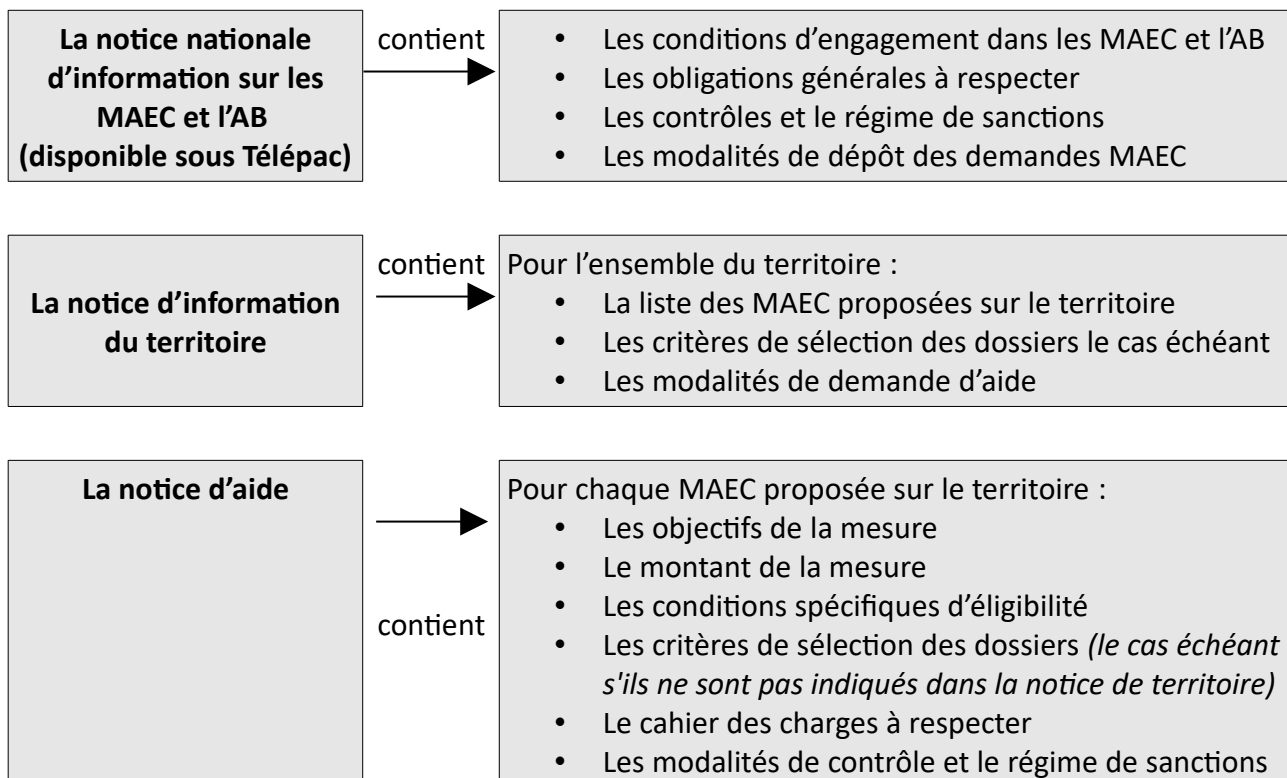 La notice nationale
d’information sur les
MAEC et l’AB
(disponible sous Télépac)
contient
• Les conditions d’engagement dans les MAEC et l’AB
• Les obligations générales à respecter
• Les contrôles et le régime de sanctions
• Les modalités de dépôt des demandes MAEC
La notice d’information
du territoire
contient
Pour l’ensemble du territoire :
• La liste des MAEC proposées sur le territoire
• Les critères de sélection des dossiers le cas échéant
• Les modalités de demande d’aide
La notice d’aide
contient
Pour chaque MAEC proposée sur le territoire :
• Les objectifs de la mesure
• Le montant de la mesure
• Les conditions spécifiques d’éligibilité
• Les critères de sélection des dossiers (le cas échéant
s'ils ne sont pas indiqués dans la notice de territoire)
• Le cahier des charges à respecter
• Les modalités de contrôle et le régime de sanctions